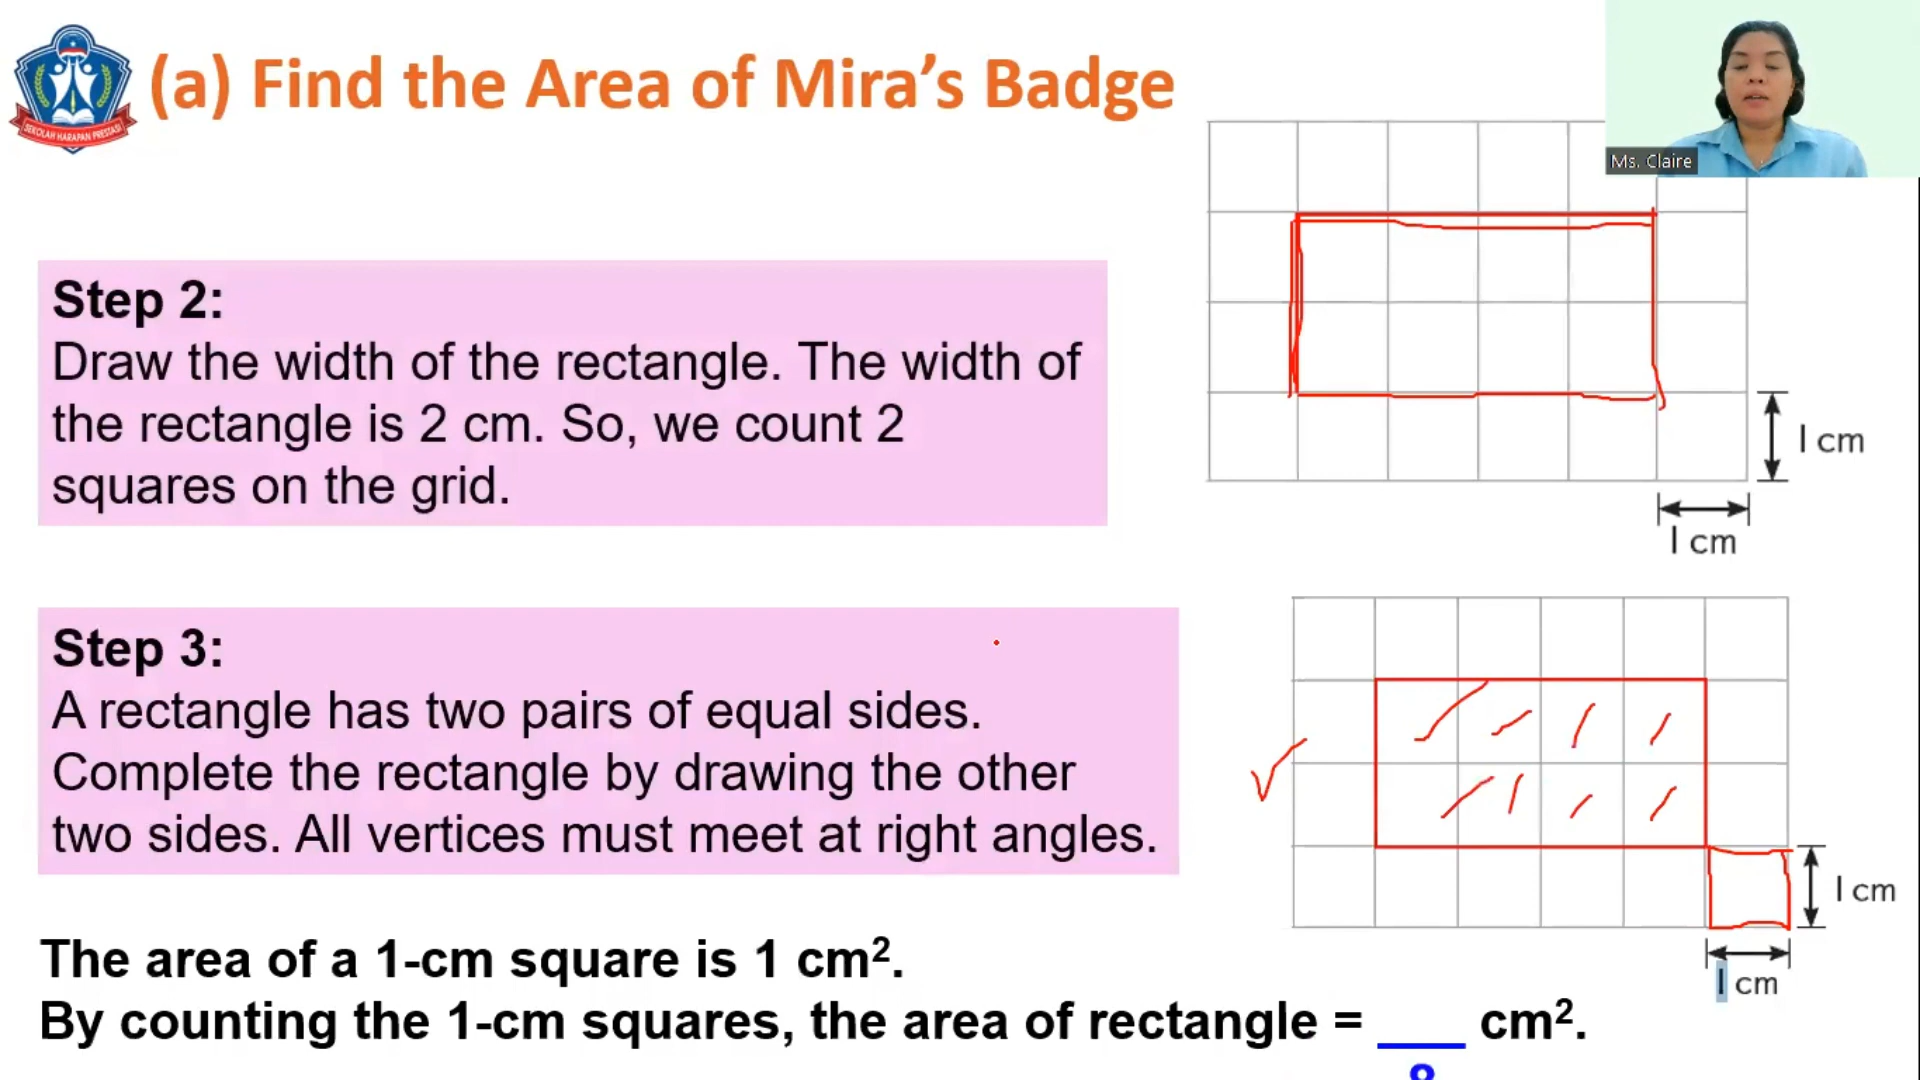 (a) Find the Area of Mira’s Badge
SEKOLAH HARAPAN PRESTASI
Ms. Claire
Step 2:
Draw the width of the rectangle. The width of
the rectangle is 2 cm. So, we count 2
squares on the grid.
1 cm
1 cm
Step 3:
A rectangle has two pairs of equal sides.
Complete the rectangle by drawing the other
two sides. All vertices must meet at right angles.
1 cm
1 cm
The area of a 1-cm square is 1 cm².
By counting the 1-cm squares, the area of rectangle = ___ cm².
8